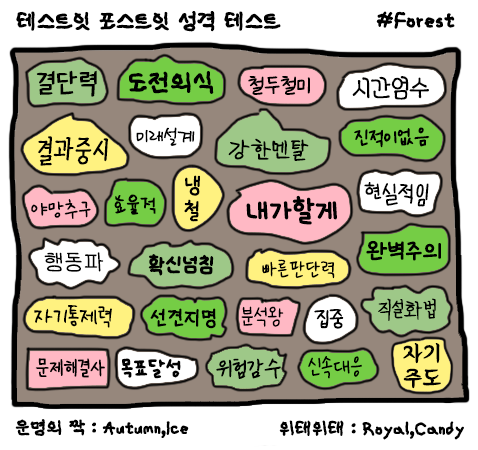 테스트잇 포스트잇 성격 테스트 #Forest
결단력 도전의식 철두철미 시간엄수
결과중시 미래설계 강한멘탈 진적이없음
야망추구 효율적 냉철 내가할게 현실적임
행동파 확신넘침 빠른판단력 완벽주의
자기통제력 선견지명 분석왕 집중 직설화법
문제해결사 목표달성 위험감수 신속대응 자기주도
운명의 짝 : Autumn,Ice 위태위태 : Royal,Candy